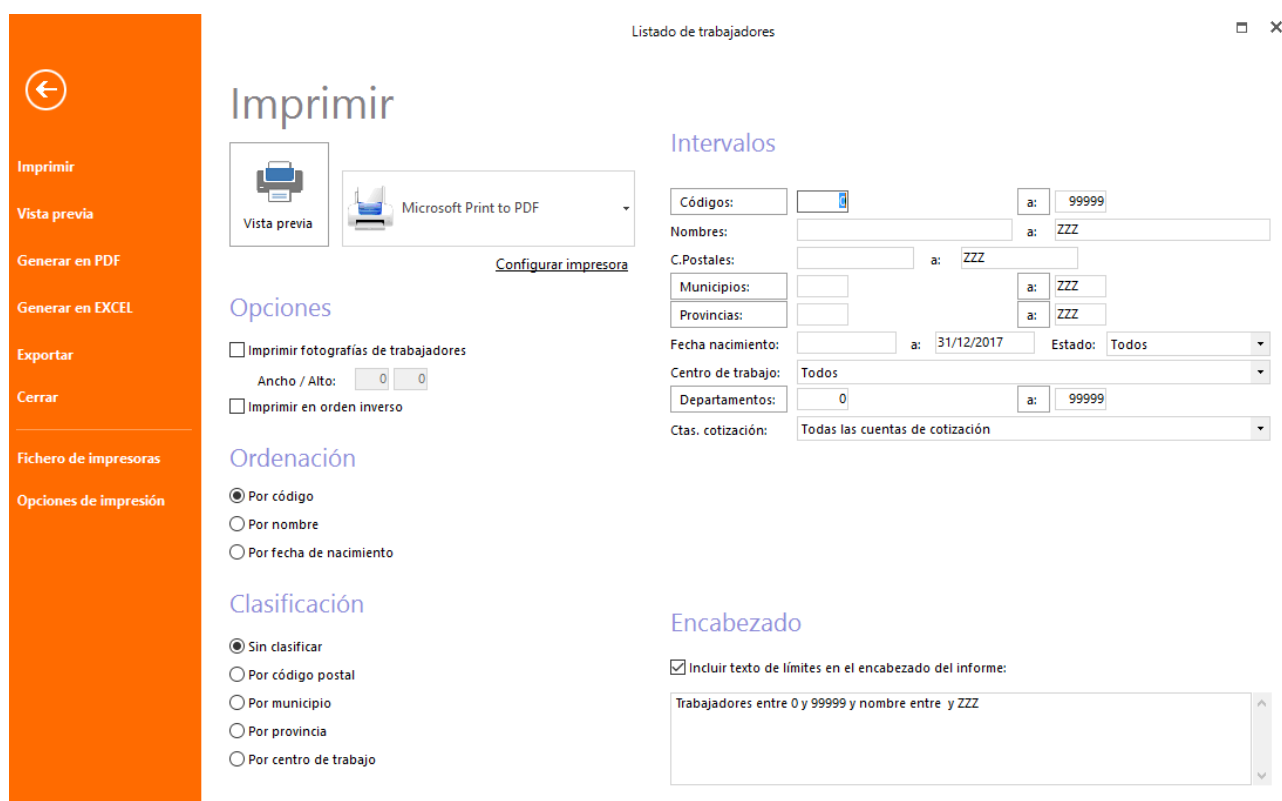 Listado de trabajadores
Imprimir
Vista previa
Generar en PDF
Generar en EXCEL
Exportar
Cerrar
Fichero de impresoras
Opciones de impresión
Imprimir
Vista previa
Microsoft Print to PDF
Configurar impresora
Opciones
Imprimir fotografías de trabajadores
Ancho / Alto: 0 0
Imprimir en orden inverso
Ordenación
Por código
Por nombre
Por fecha de nacimiento
Clasificación
Sin clasificar
Por código postal
Por municipio
Por provincia
Por centro de trabajo
Intervalos
Códigos: 0 a: 99999
Nombres: a: ZZZ
C.Postales: a: ZZZ
Municipios: a: ZZZ
Provincias: a: ZZZ
Fecha nacimiento: a: 31/12/2017 Estado: Todos
Centro de trabajo: Todos
Departamentos: 0 a: 99999
Ctas. cotización: Todas las cuentas de cotización
Encabezado
Incluir texto de límites en el encabezado del informe:
Trabajadores entre 0 y 99999 y nombre entre y ZZZ